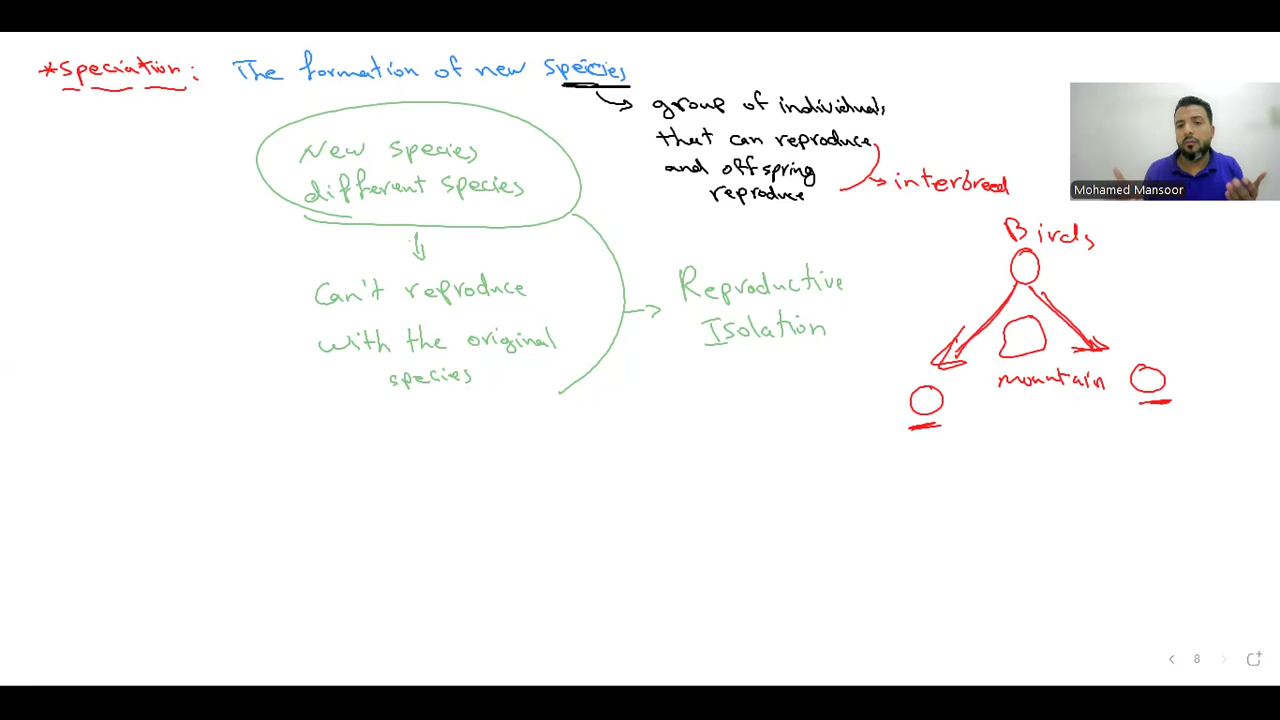 *Speciation: The formation of new species
group of individuals
that can reproduce
and offspring
reproduce
interbreed
New species
different species
Can't reproduce
with the original
species
Reproductive
Isolation
Birds
mountain
Mohamed Mansoor
8